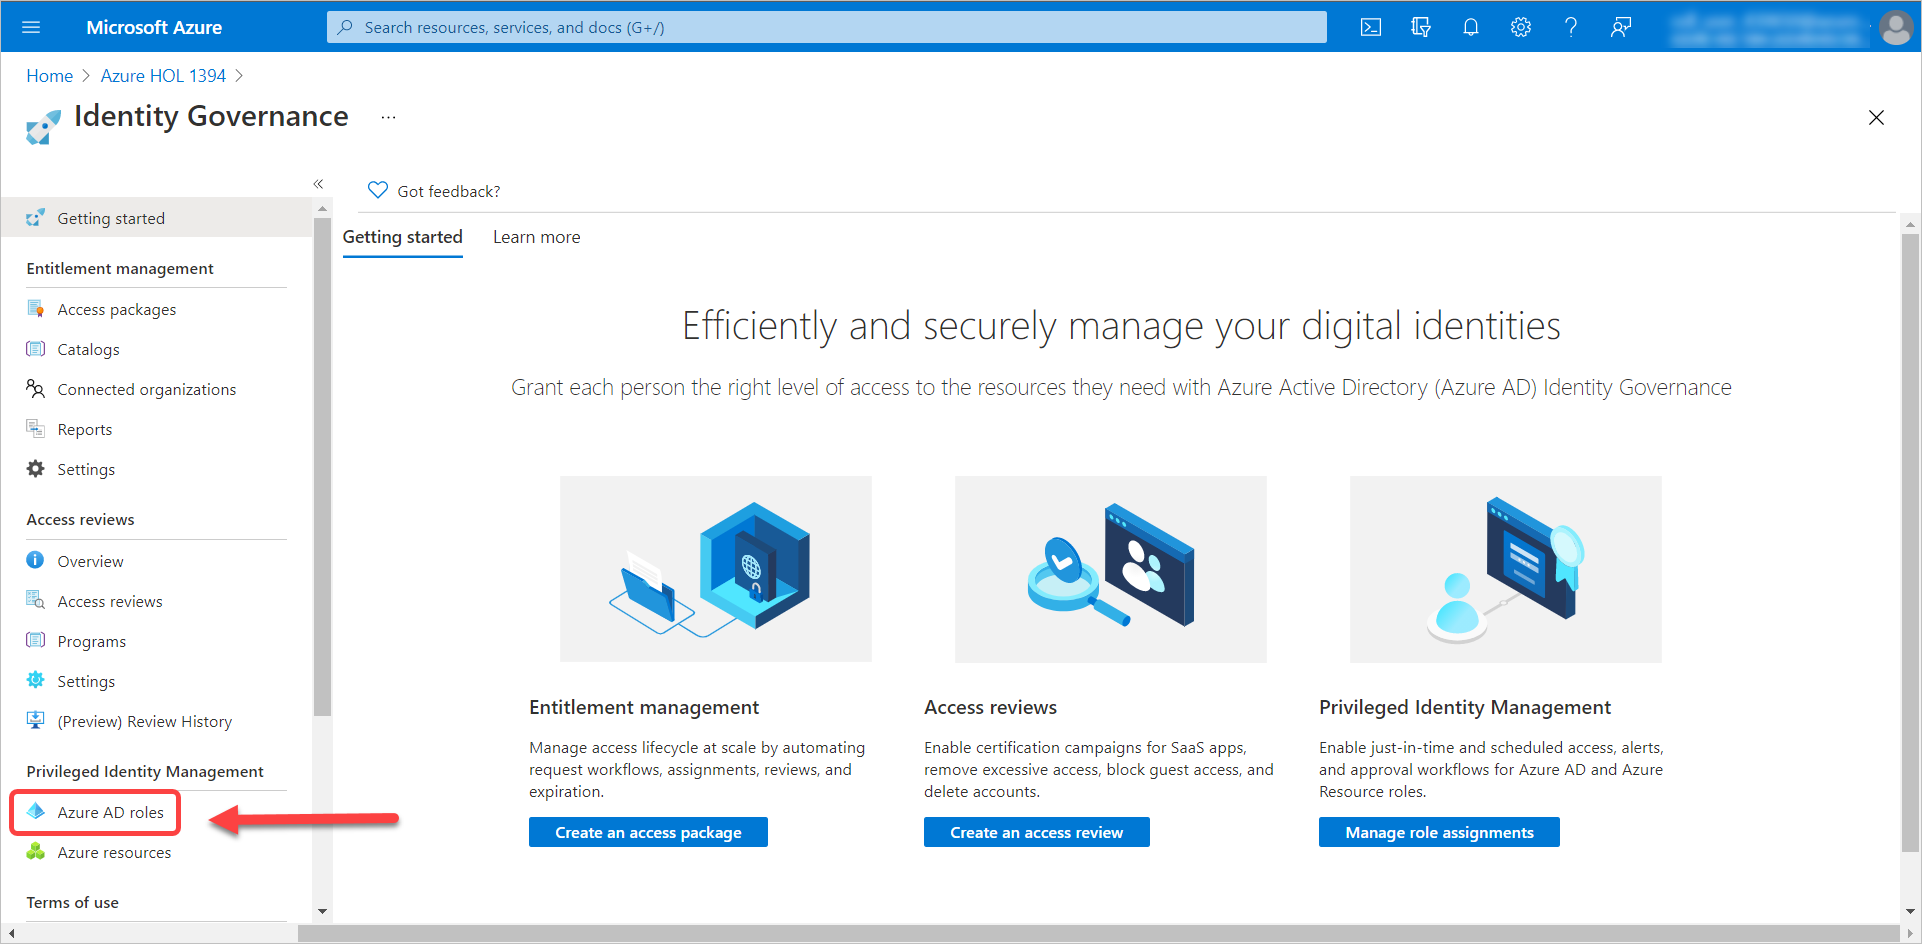 Microsoft Azure
Search resources, services, and docs (G+/)
Home > Azure HOL 1394 >
Identity Governance ...
«
Got feedback?
Getting started
Entitlement management
Access packages
Catalogs
Connected organizations
Reports
Settings
Access reviews
Overview
Access reviews
Programs
Settings
(Preview) Review History
Privileged Identity Management
Azure AD roles
Azure resources
Terms of use
Getting started Learn more
Efficiently and securely manage your digital identities
Grant each person the right level of access to the resources they need with Azure Active Directory (Azure AD) Identity Governance
Entitlement management
Manage access lifecycle at scale by automating
request workflows, assignments, reviews, and
expiration.
Create an access package
Access reviews
Enable certification campaigns for SaaS apps,
remove excessive access, block guest access, and
delete accounts.
Create an access review
Privileged Identity Management
Enable just-in-time and scheduled access, alerts,
and approval workflows for Azure AD and Azure
Resource roles.
Manage role assignments